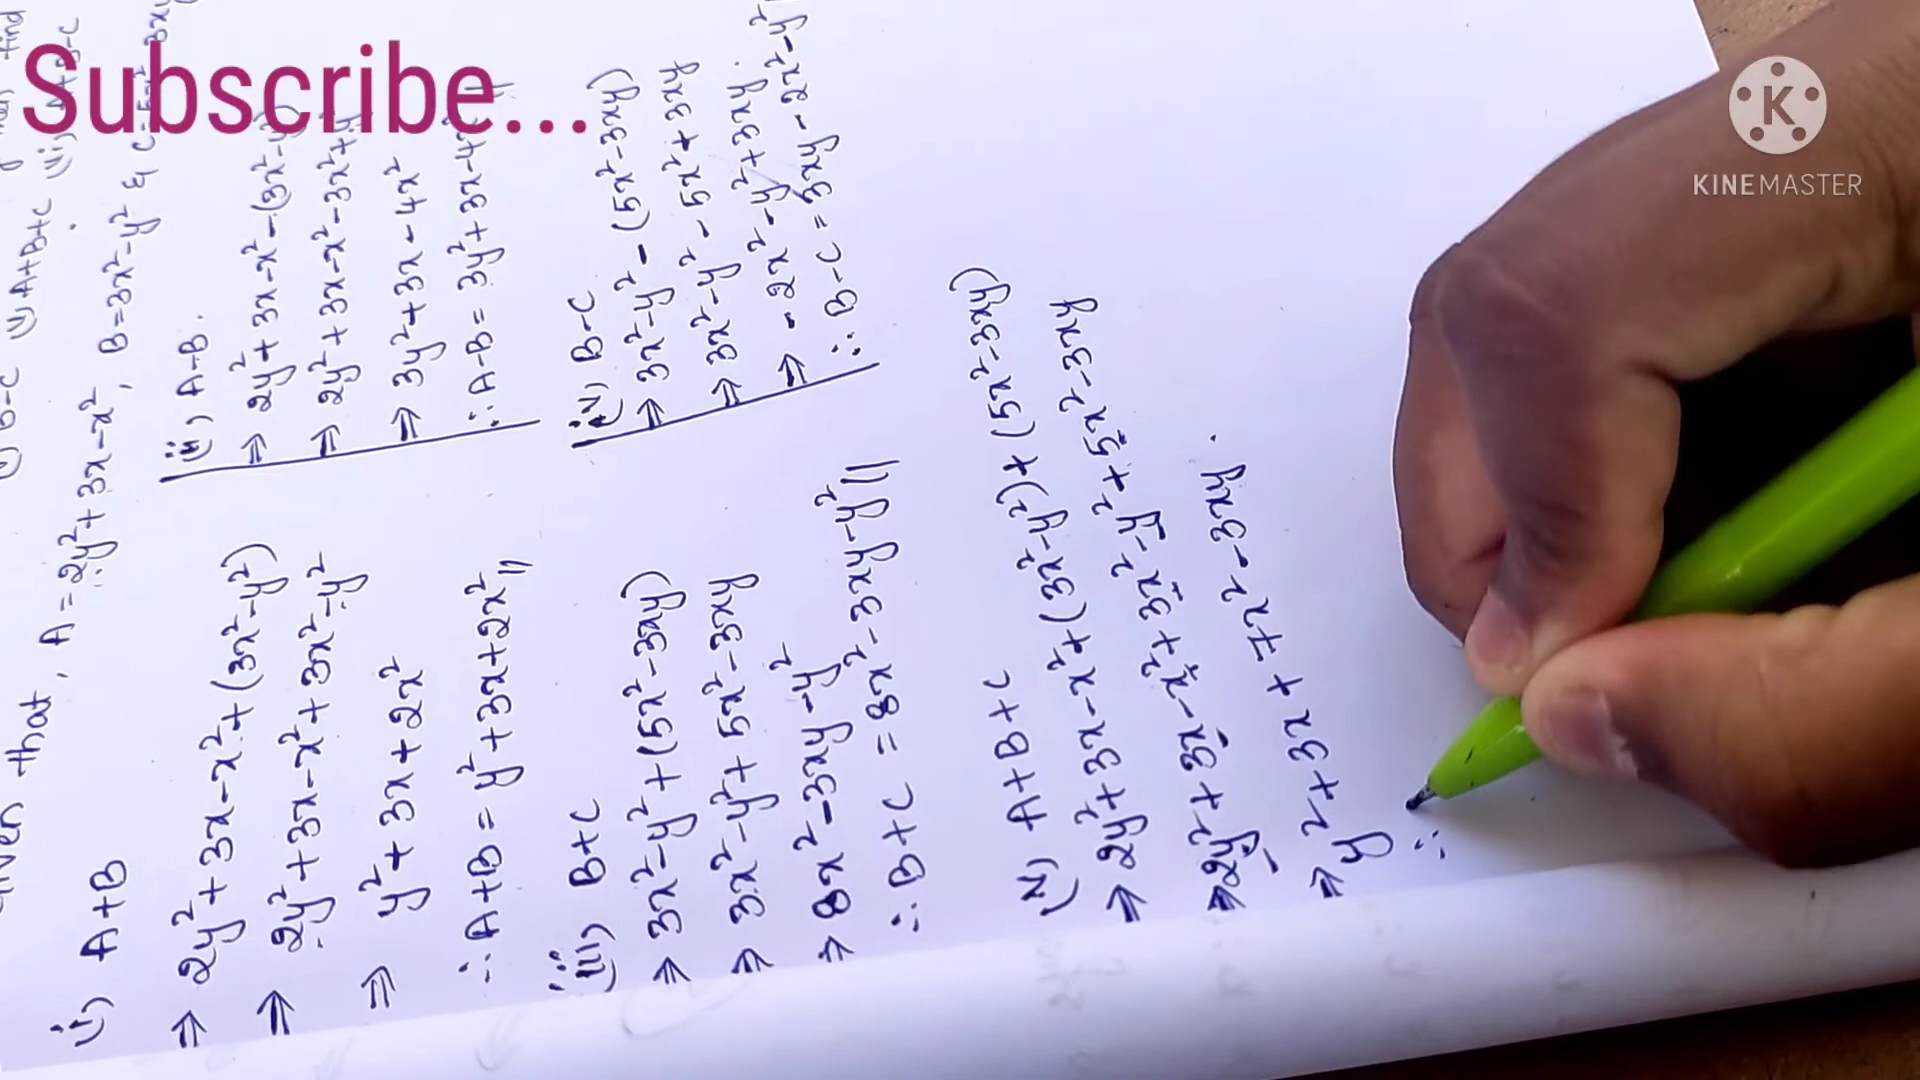 Subscribe...
KINEMASTER
find
(i) B-C (v) A+B+C (vi) A+B-C
that, A=2y²+3x-x², B=3x²-y² & C=5x²-3xy
(i) A+B
⇒ 2y²+3x-x²+(3x²-y²)
⇒ 2y²+3x-x²+3x²-y²
⇒ y²+3x+2x²
∴ A+B = y²+3x+2x²
(ii) A-B.
⇒ 2y²+3x-x²-(3x²-y²)
⇒ 2y²+3x-x²-3x²+y²
⇒ 3y²+3x-4x²
∴ A-B = 3y²+3x-4x²
(iii) B+C
⇒ 3x²-y²+(5x²-3xy)
⇒ 3x²-y²+5x²-3xy
⇒ 8x²-3xy-y²
∴ B+C = 8x²-3xy-y²
(iv) B-C
⇒ 3x²-y²-(5x²-3xy)
⇒ 3x²-y²-5x²+3xy
⇒ -2x²-y²+3xy.
∴ B-C = 3xy-2x²-y²
(v) A+B+C
⇒ 2y²+3x-x²+(3x²-y²)+(5x²-3xy)
⇒ 2y²+3x-x²+3x²-y²+5x²-3xy
⇒ y²+3x+7x²-3xy.
∴